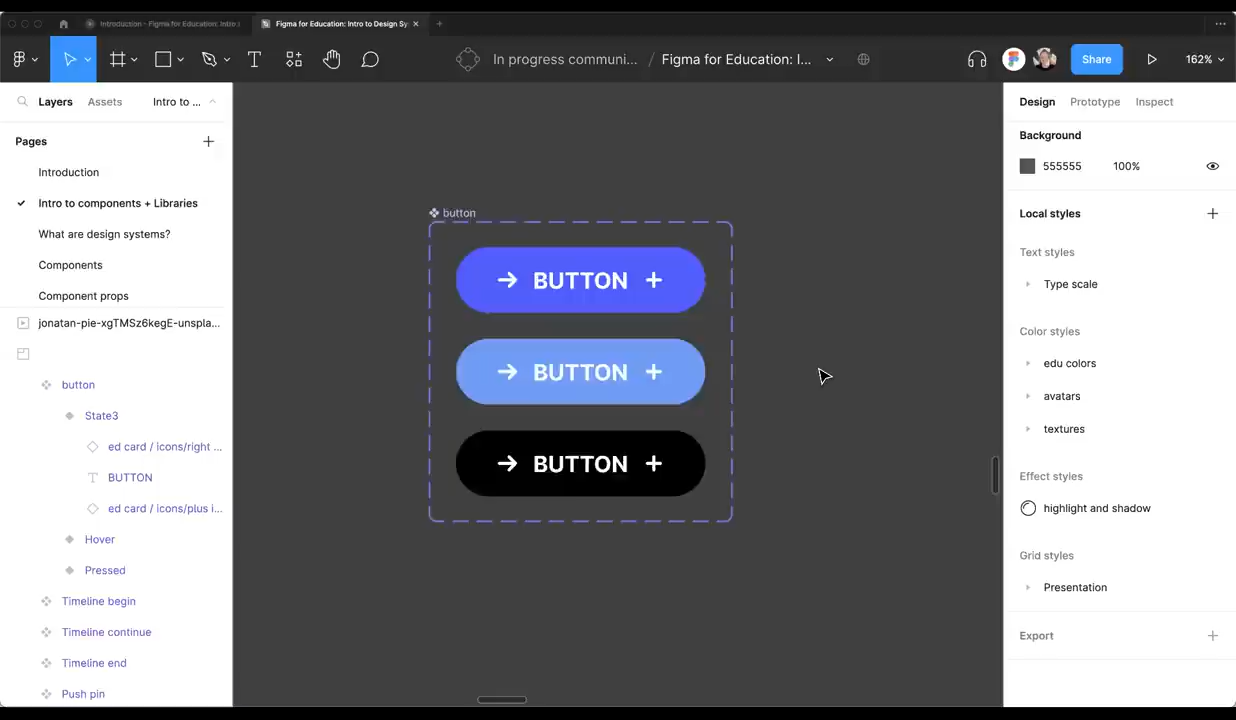 Introduction - Figma for Education: Intro t
Figma for Education: Intro to Design Sy
In progress communi... / Figma for Education: I...
Share
162%
Layers
Assets
Intro to ...
Pages
Introduction
Intro to components + Libraries
What are design systems?
Components
Component props
jonatan-pie-xgTMSz6kegE-unspla...
button
State3
ed card / icons/right ...
BUTTON
ed card / icons/plus i...
Hover
Pressed
Timeline begin
Timeline continue
Timeline end
Push pin
button
BUTTON
BUTTON
BUTTON
Design
Prototype
Inspect
Background
555555
100%
Local styles
Text styles
Type scale
Color styles
edu colors
avatars
textures
Effect styles
highlight and shadow
Grid styles
Presentation
Export